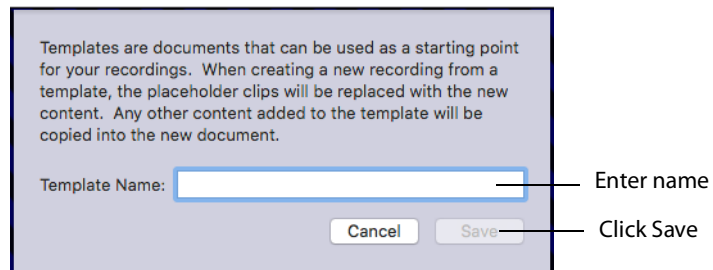 Templates are documents that can be used as a starting point
for your recordings.  When creating a new recording from a
template, the placeholder clips will be replaced with the new
content.  Any other content added to the template will be
copied into the new document.
Template Name:
Enter name
Cancel
Save
Click Save